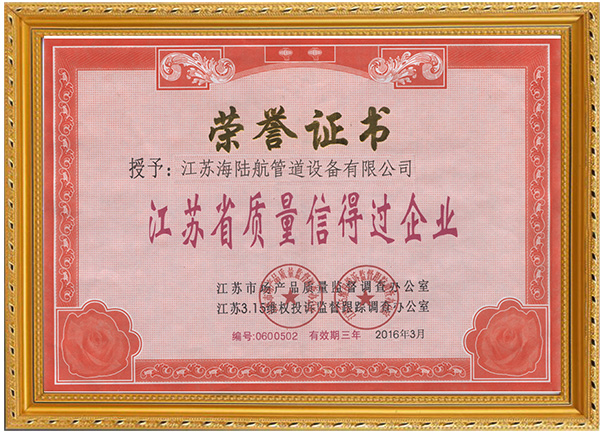 荣誉证书
授予：江苏海陆航管道设备有限公司
江苏省质量信得过企业
江苏市场产品质量监督调查办公室
江苏3.15维权投诉监督跟踪调查办公室
编号:0600502 有效期三年 2016年3月